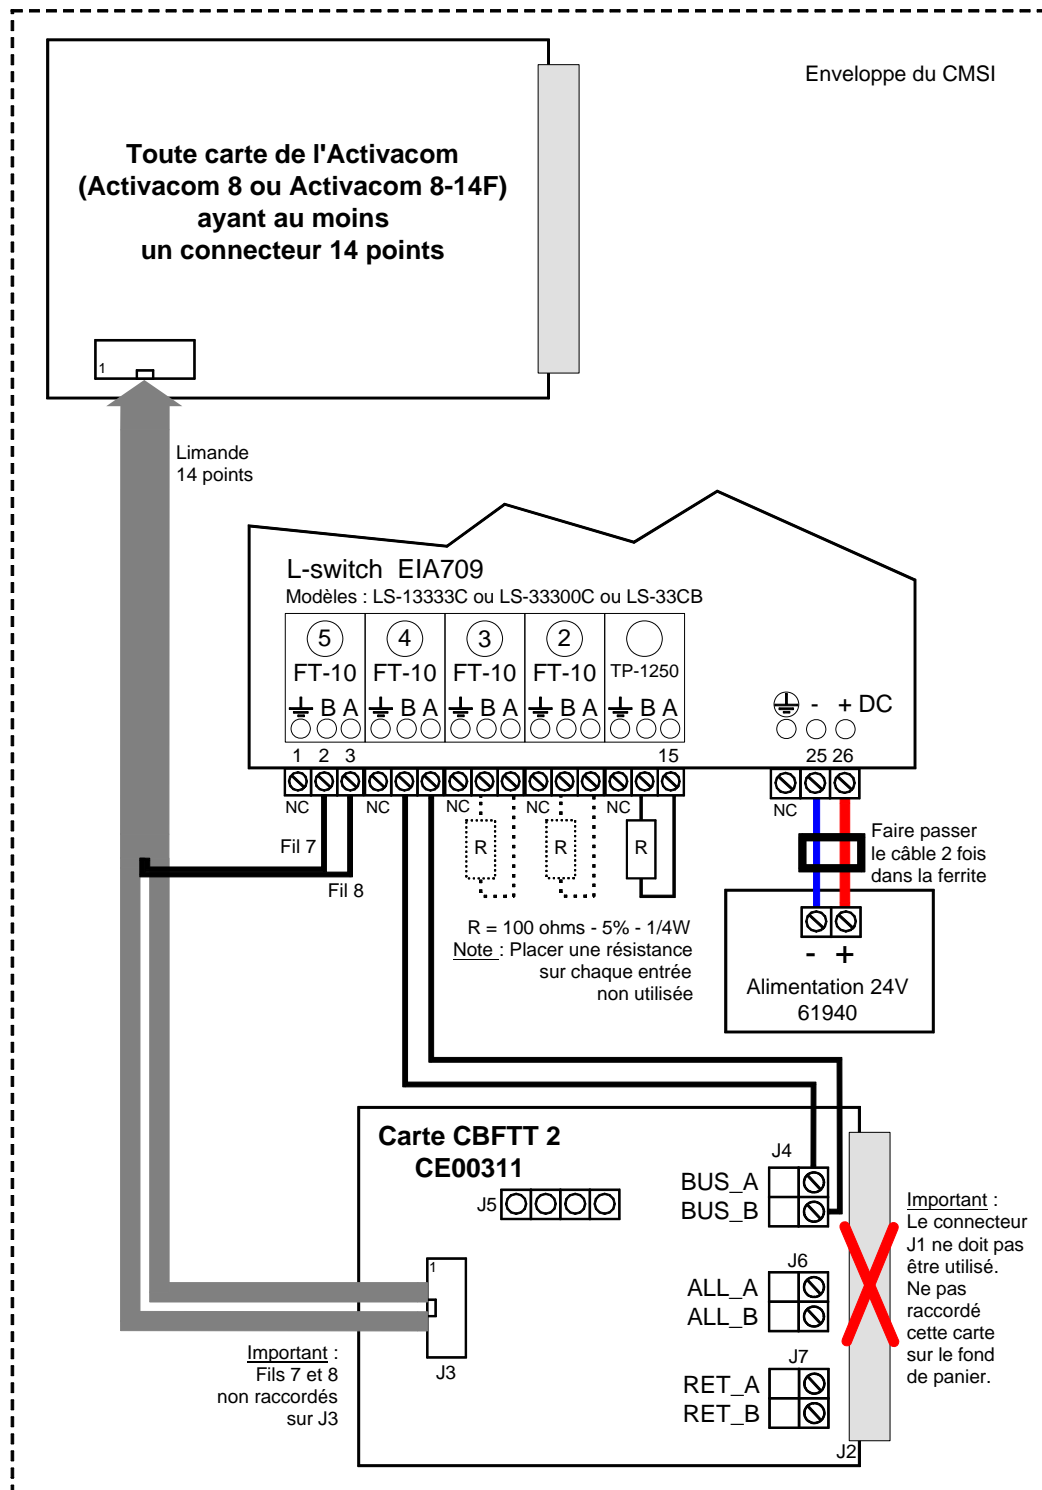 Enveloppe du CMSI
Toute carte de l'Activacom
(Activacom 8 ou Activacom 8-14F)
ayant au moins
un connecteur 14 points
1
Limande
14 points
L-switch EIA709
Modèles : LS-13333C ou LS-33300C ou LS-33CB
5 4 3 2
FT-10 FT-10 FT-10 FT-10 TP-1250
B A B A B A B A B A - + DC
1 2 3 15 25 26
NC NC NC NC NC NC
Fil 7
Fil 8
R R R
Faire passer
le câble 2 fois
dans la ferrite
R = 100 ohms - 5% - 1/4W
Note : Placer une résistance
sur chaque entrée
non utilisée
- +
Alimentation 24V
61940
Carte CBFTT 2
CE00311
J5
J4
BUS_A
BUS_B
J6
ALL_A
ALL_B
J7
RET_A
RET_B
J2
1
J3
Important :
Fils 7 et 8
non raccordés
sur J3
Important :
Le connecteur
J1 ne doit pas
être utilisé.
Ne pas
raccordé
cette carte
sur le fond
de panier.